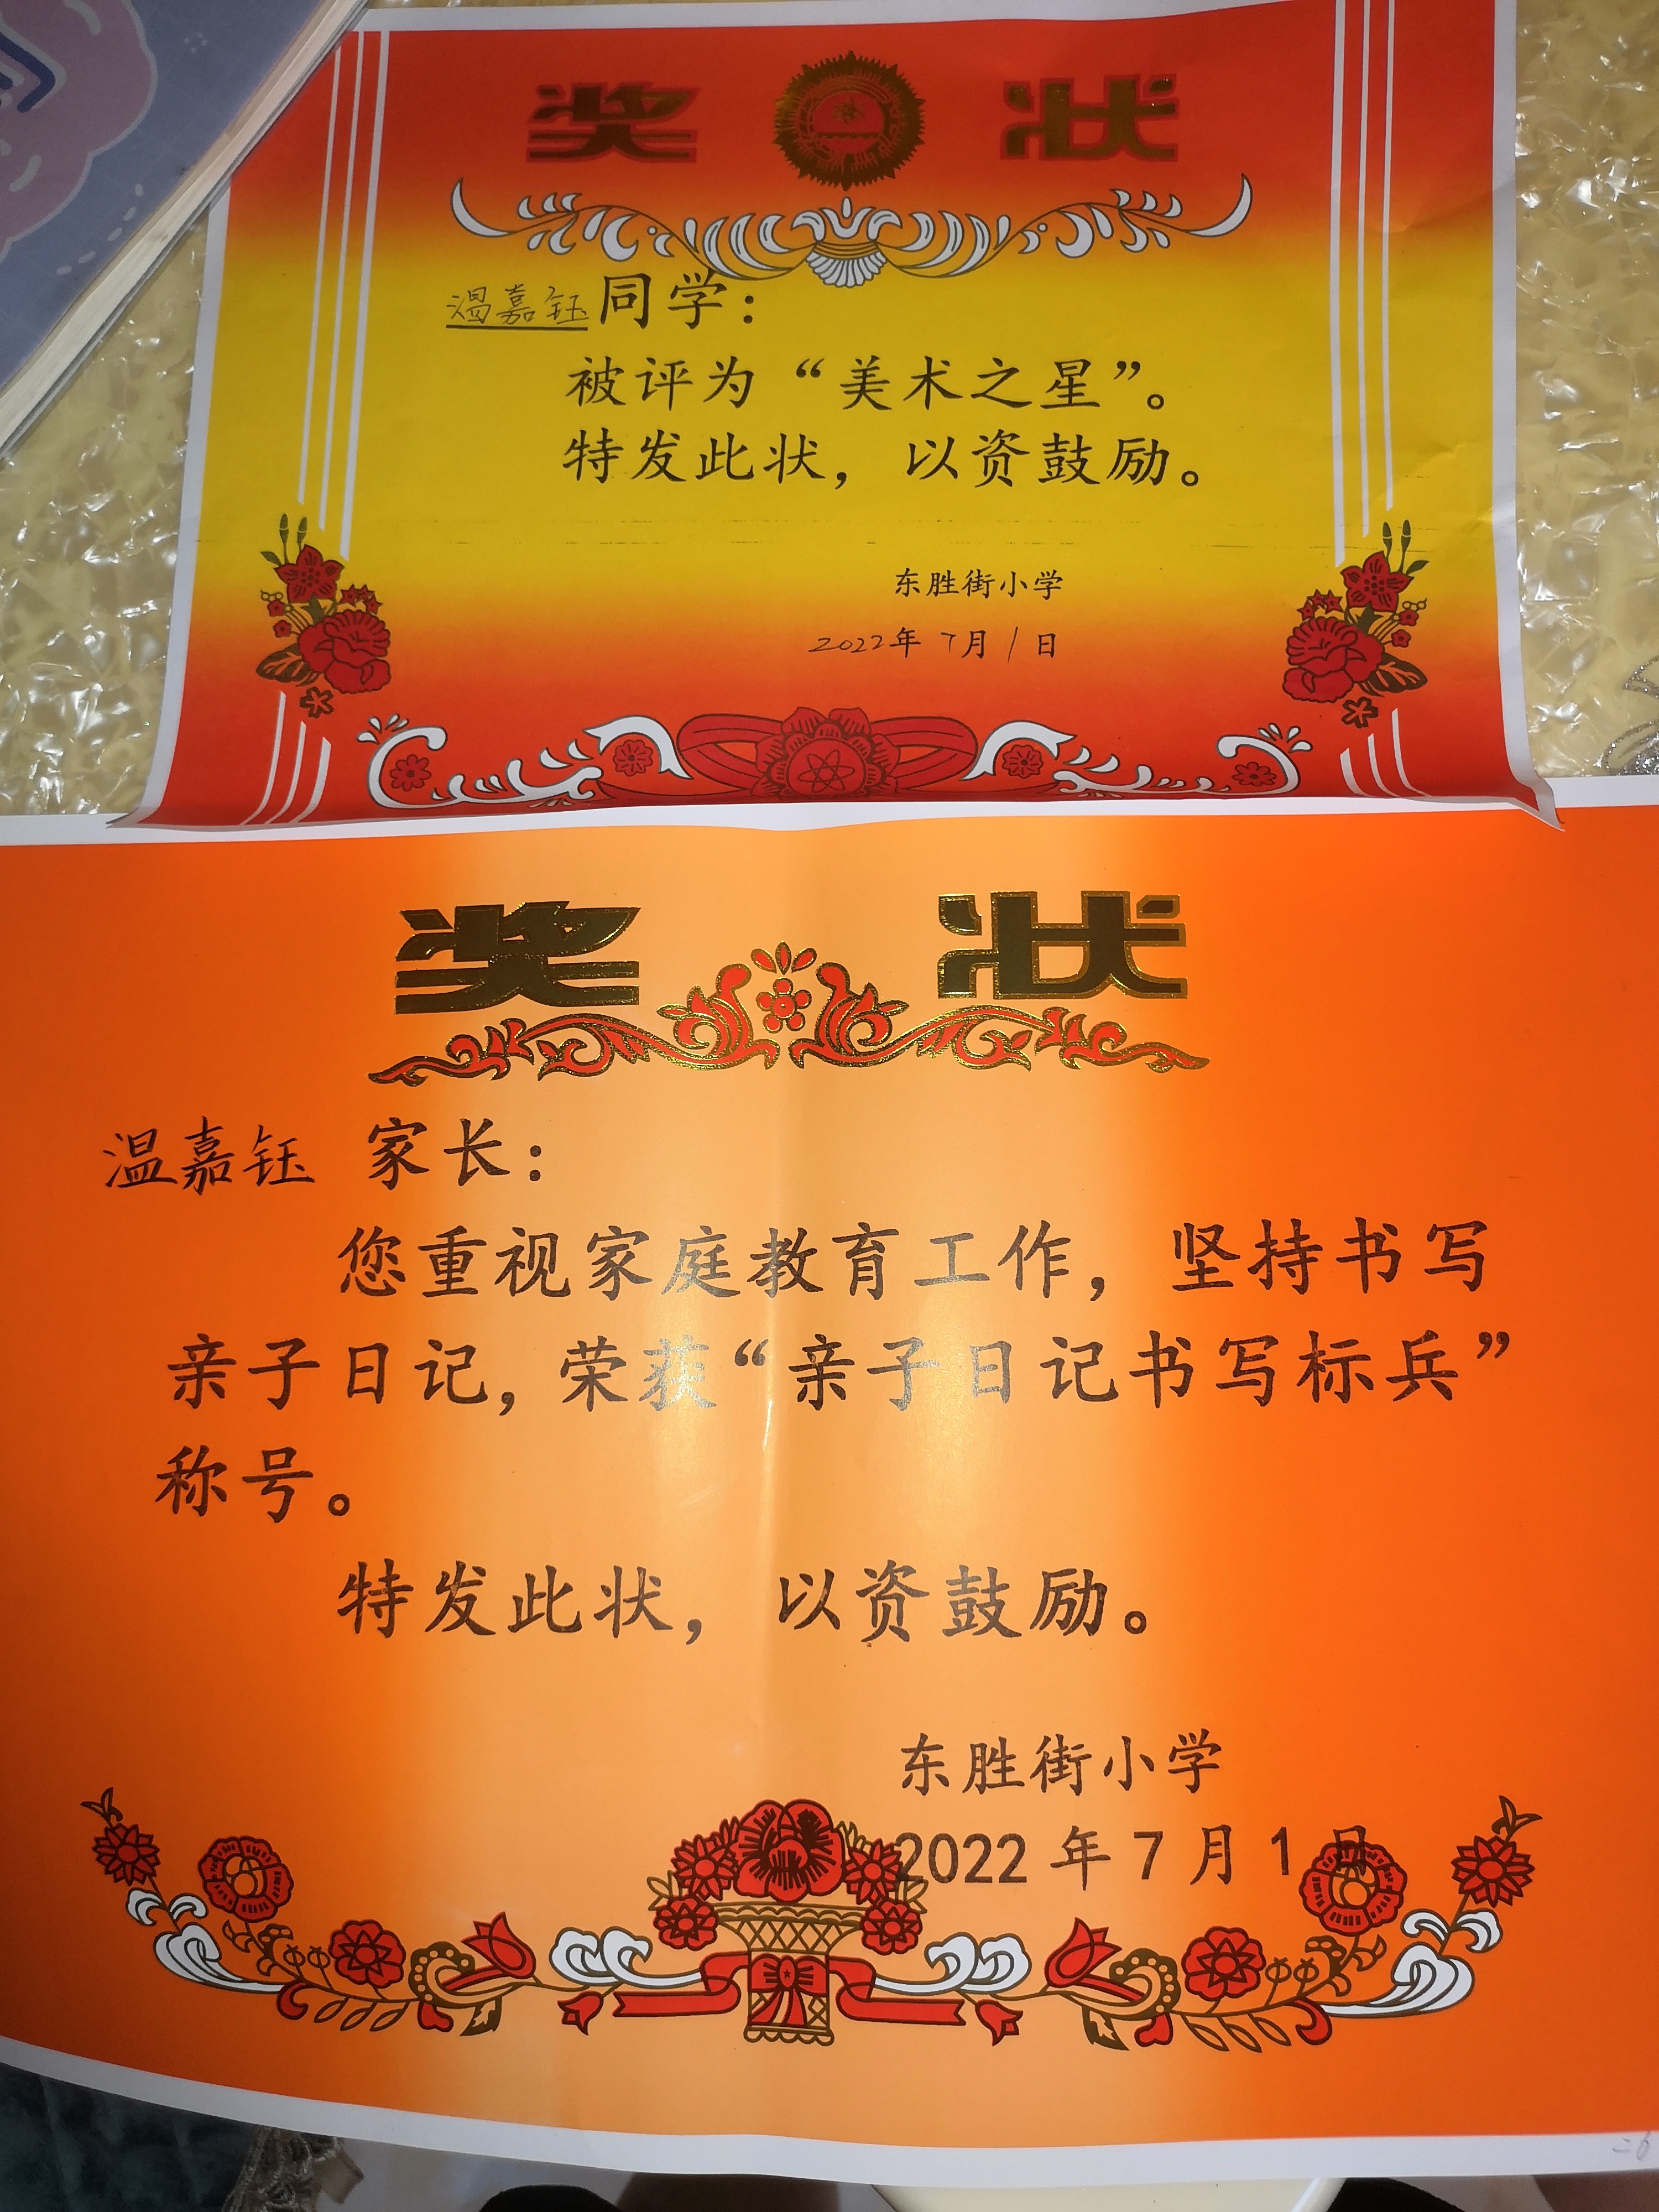 奖 状
温嘉钰同学：
被评为“美术之星”。
特发此状，以资鼓励。
东胜街小学
2022年 7月 1日
奖 状
温嘉钰 家长：
您重视家庭教育工作，坚持书写
亲子日记，荣获“亲子日记书写标兵”
称号。
特发此状，以资鼓励。
东胜街小学
2022 年 7 月 1 日
二6